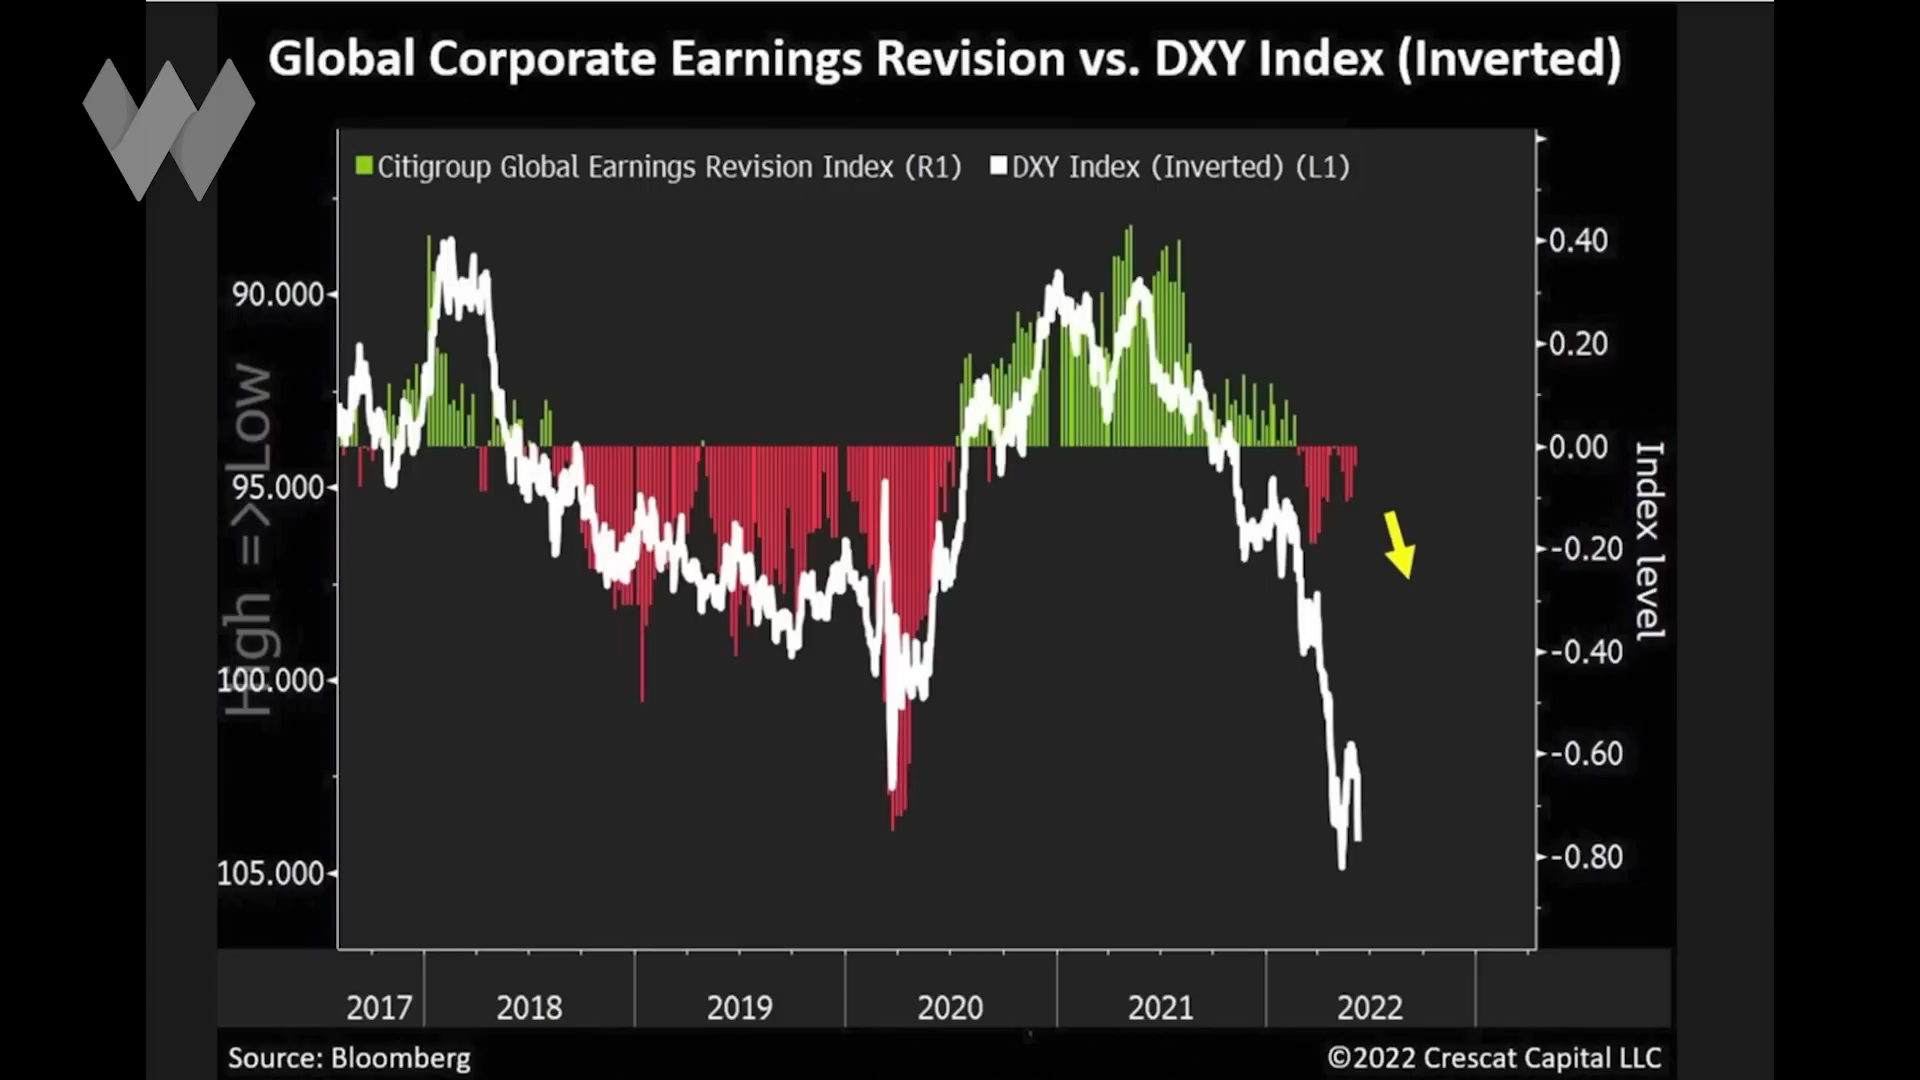 Global Corporate Earnings Revision vs. DXY Index (Inverted)
Citigroup Global Earnings Revision Index (R1) DXY Index (Inverted) (L1)
High =>Low
90.000
95.000
100.000
105.000
0.40
0.20
0.00
-0.20
-0.40
-0.60
-0.80
Index level
2017 2018 2019 2020 2021 2022
Source: Bloomberg
©2022 Crescat Capital LLC